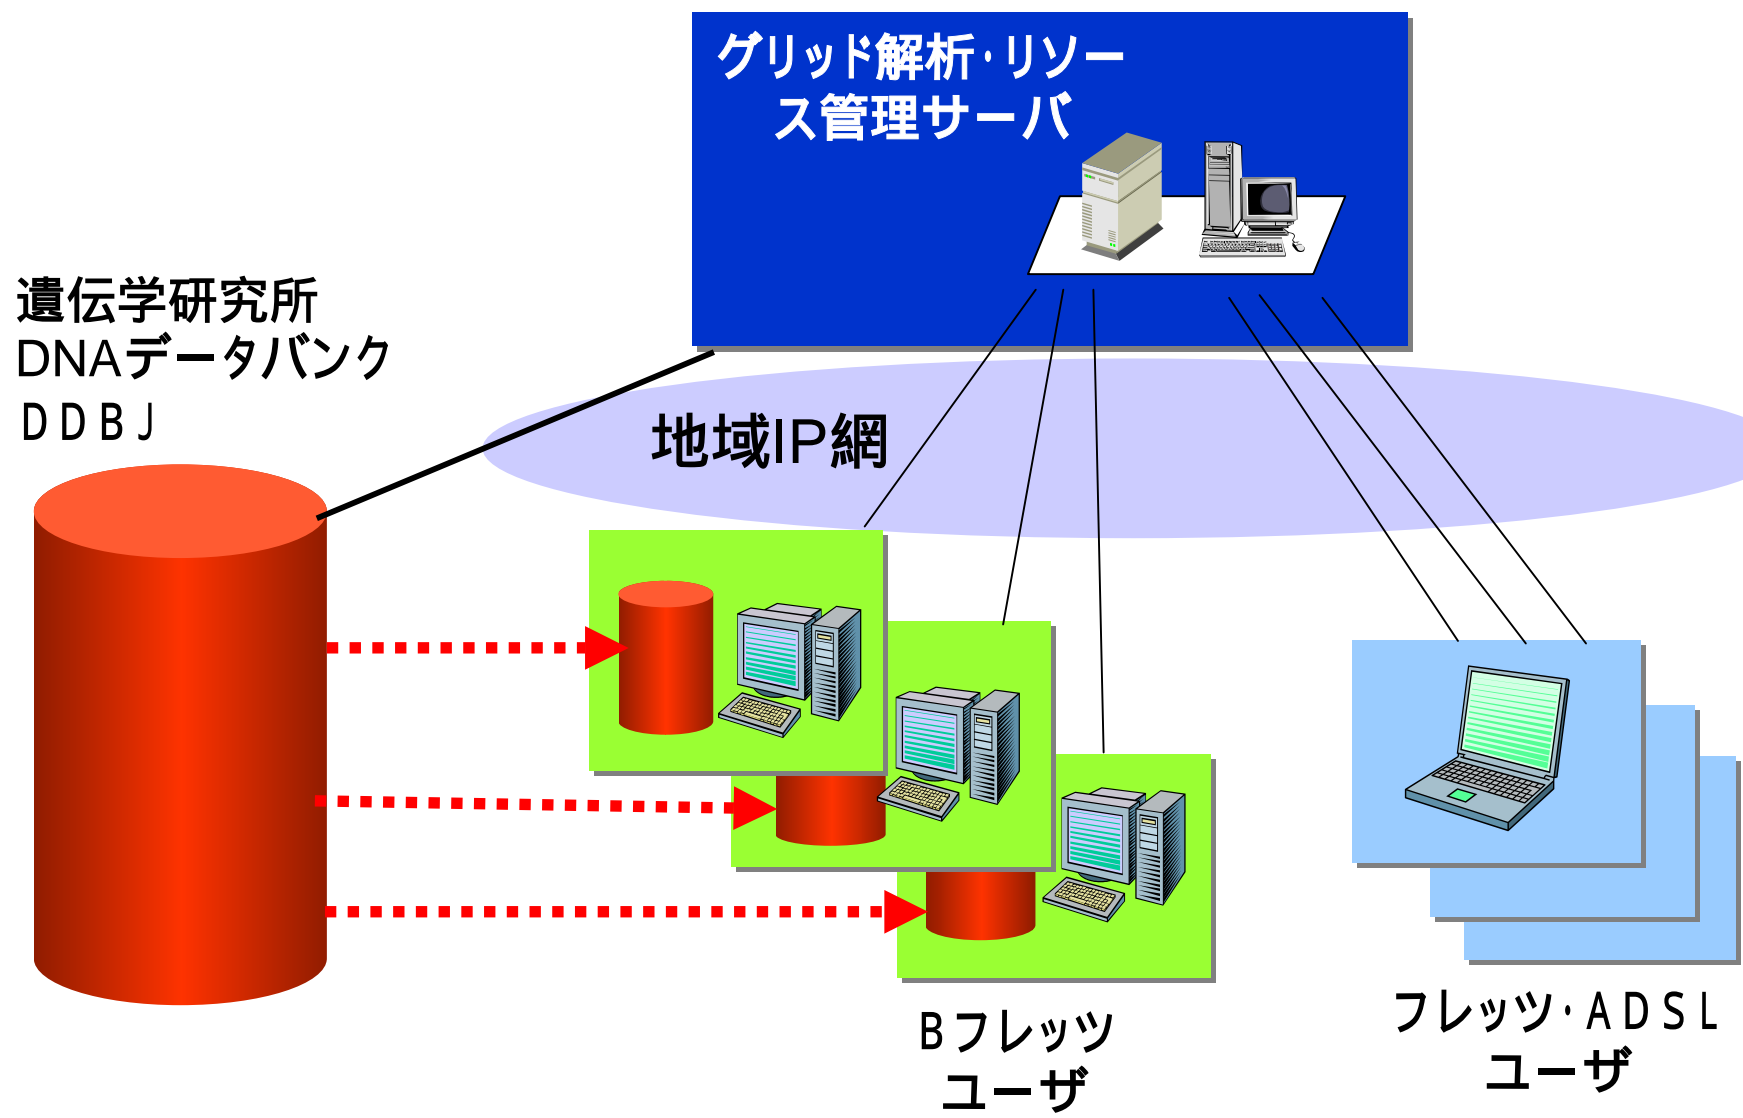 グリッド解析・リソー
ス管理サーバ
遺伝学研究所
DNAデータバンク
ＤＤＢＪ
地域IP網
Ｂフレッツ
ユーザ
フレッツ・ＡＤＳＬ
ユーザ